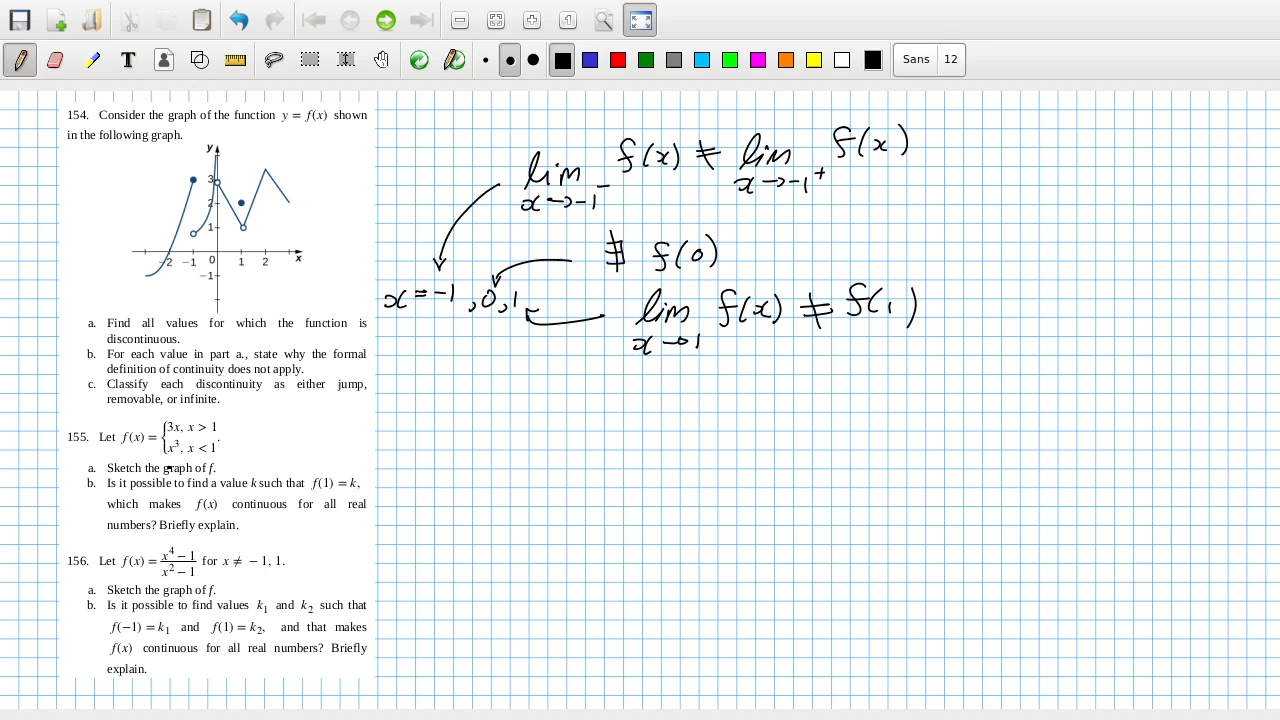 Sans 12
154. Consider the graph of the function y = f(x) shown
in the following graph.
y
3
2
1
−2 −1 0 1 2 x
−1
a. Find all values for which the function is
discontinuous.
b. For each value in part a., state why the formal
definition of continuity does not apply.
c. Classify each discontinuity as either jump,
removable, or infinite.
155. Let f(x) = {3x, x > 1
x³, x < 1.
a. Sketch the graph of f.
b. Is it possible to find a value k such that f(1) = k,
which makes f(x) continuous for all real
numbers? Briefly explain.
156. Let f(x) = (x⁴ − 1)/(x² − 1) for x ≠ − 1, 1.
a. Sketch the graph of f.
b. Is it possible to find values k₁ and k₂ such that
f(−1) = k₁ and f(1) = k₂, and that makes
f(x) continuous for all real numbers? Briefly
explain.
lim f(x) ≠ lim f(x)
x→-1⁻ x→-1⁺
∄ f(0)
x = -1, 0, 1
lim f(x) ≠ f(1)
x→1